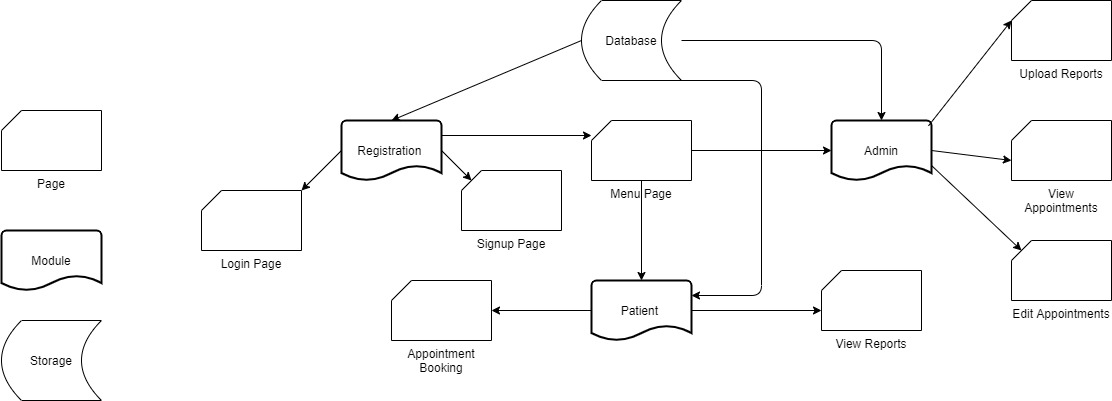 Page
Module
Storage
Database
Registration
Login Page
Signup Page
Menu Page
Admin
Upload Reports
View
Appointments
Edit Appointments
Patient
Appointment
Booking
View Reports